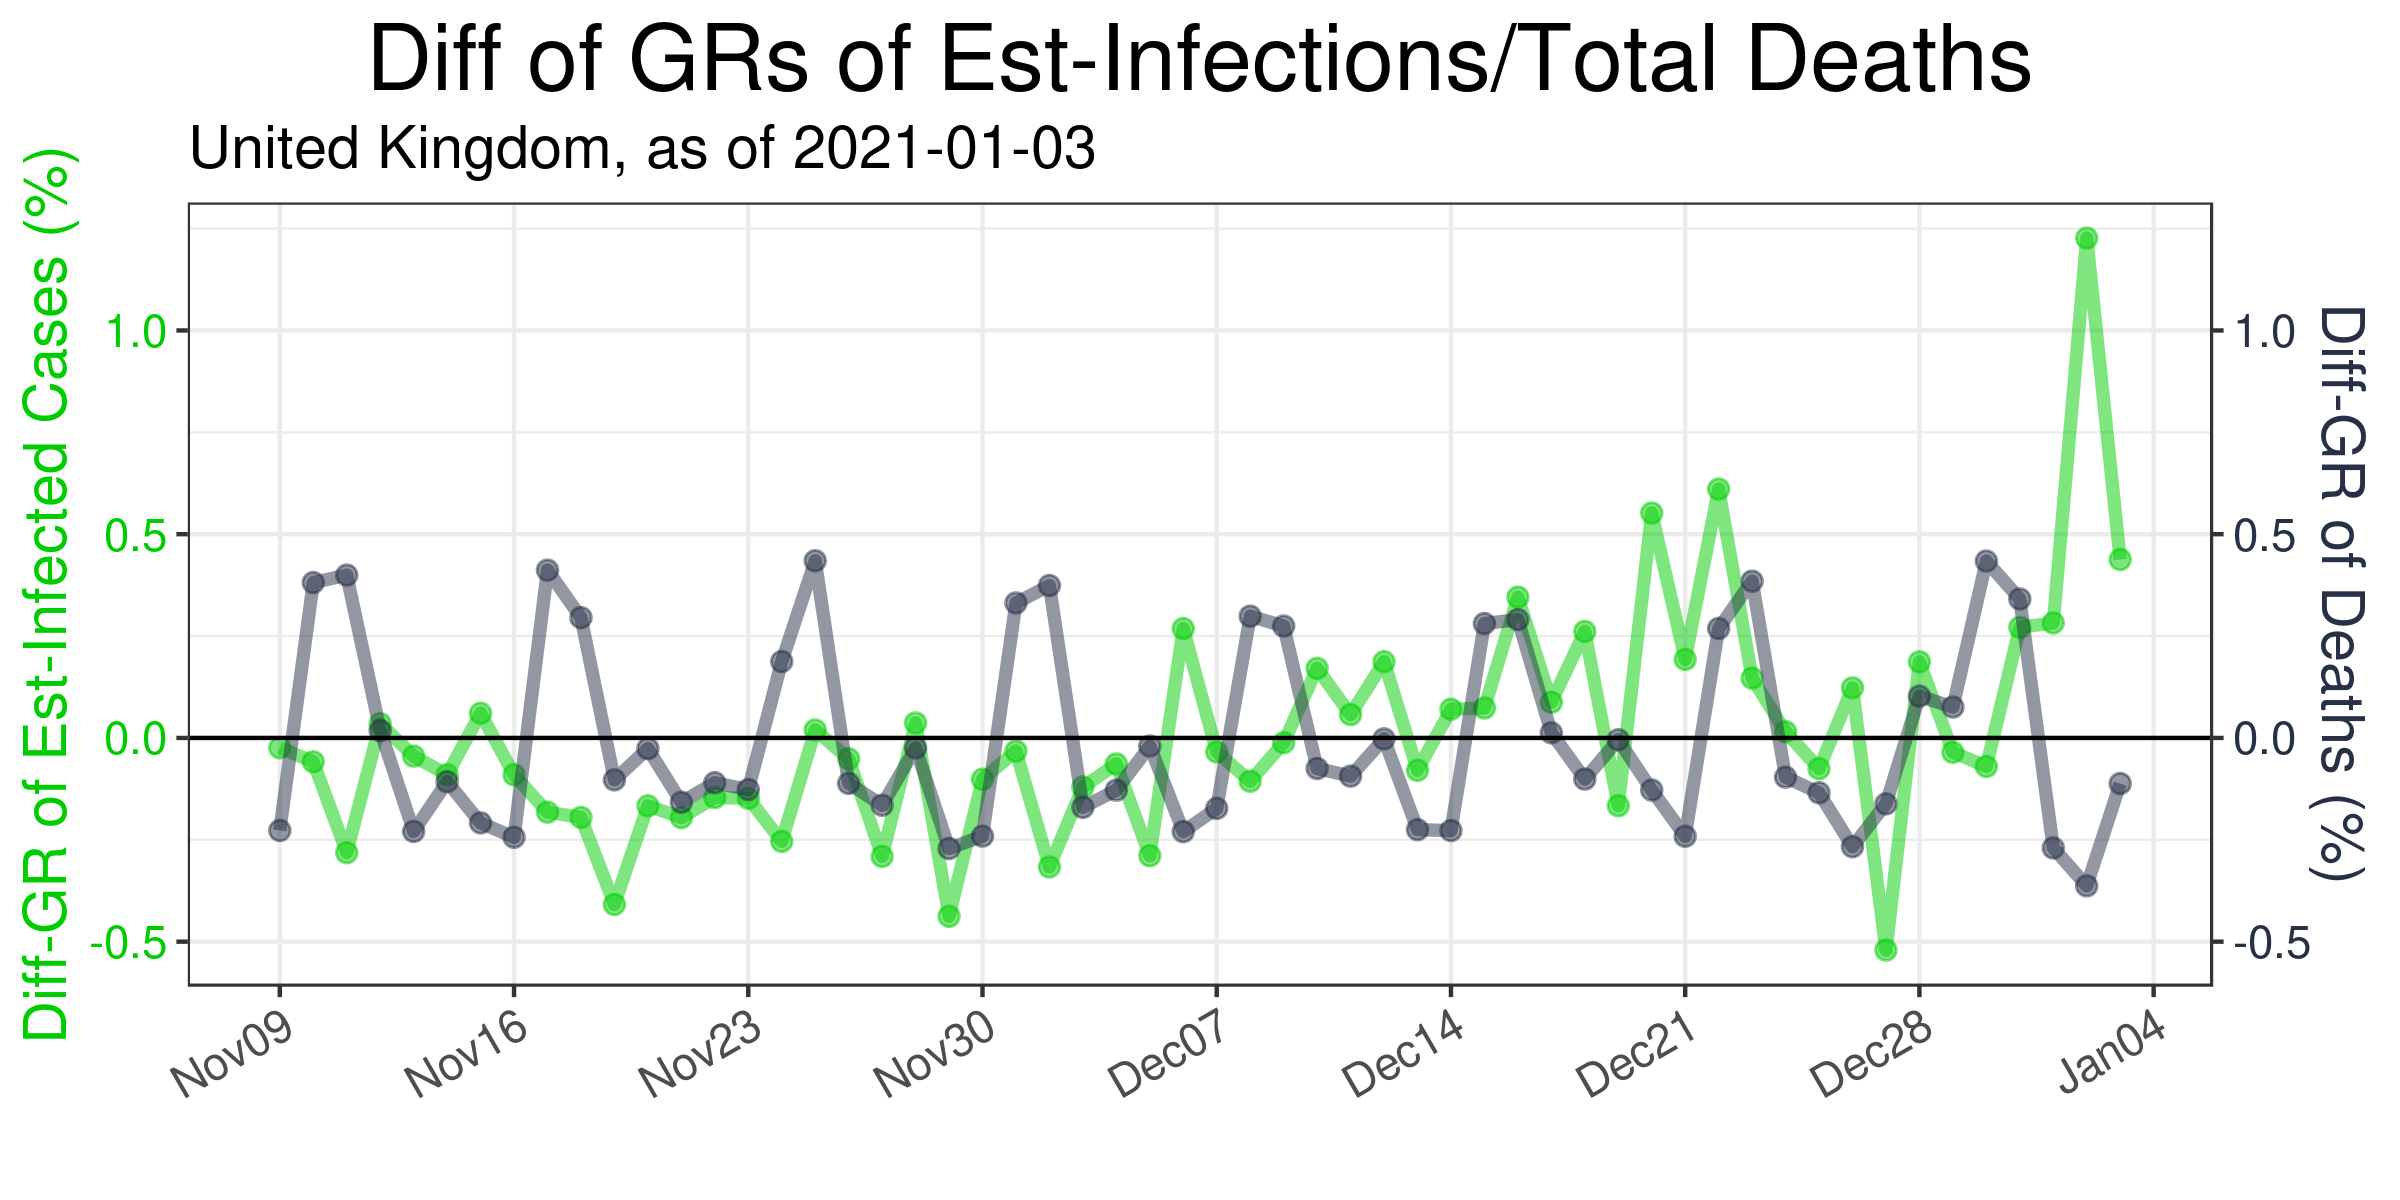 Diff of GRs of Est-Infections/Total Deaths
United Kingdom, as of 2021-01-03
Diff-GR of Est-Infected Cases (%)
1.0
0.5
0.0
-0.5
1.0
0.5
0.0
-0.5
Diff-GR of Deaths (%)
Nov09 Nov16 Nov23 Nov30 Dec07 Dec14 Dec21 Dec28 Jan04